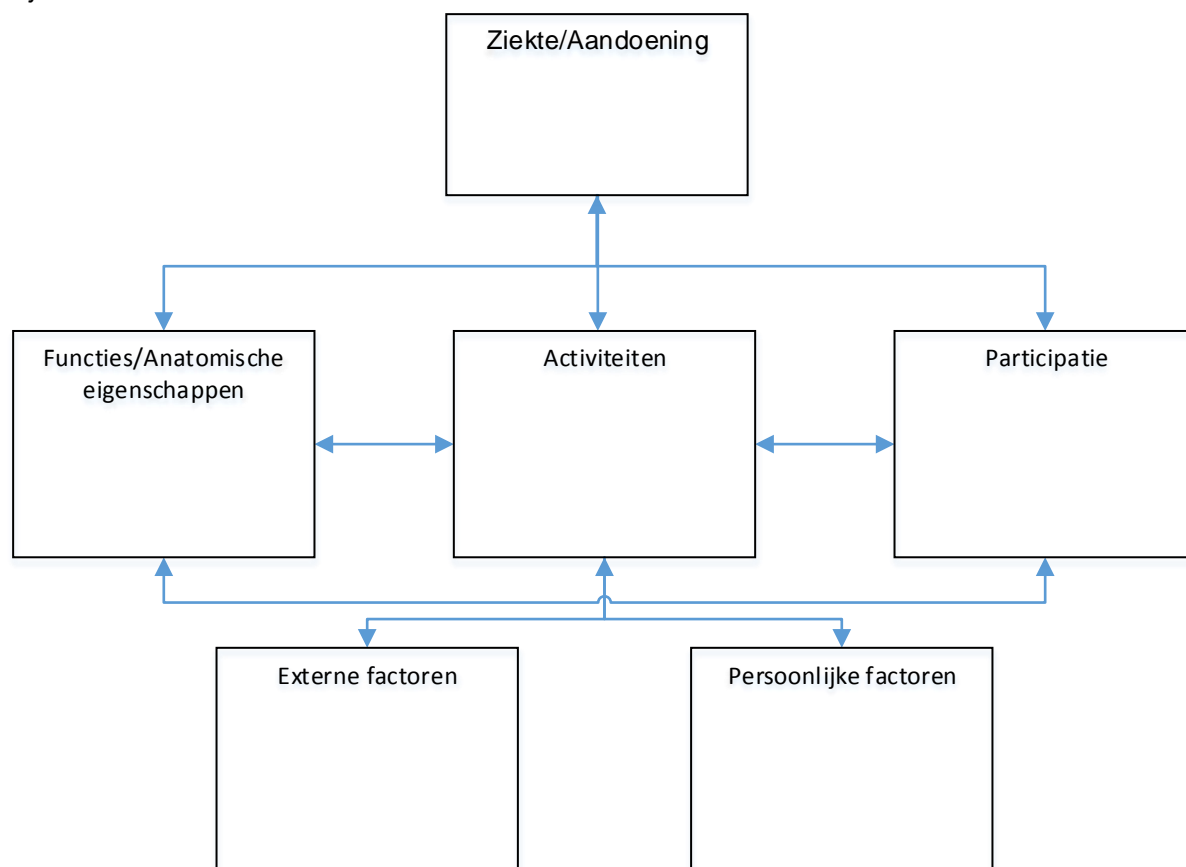 Ziekte/Aandoening
Functies/Anatomische
eigenschappen
Activiteiten
Participatie
Externe factoren
Persoonlijke factoren